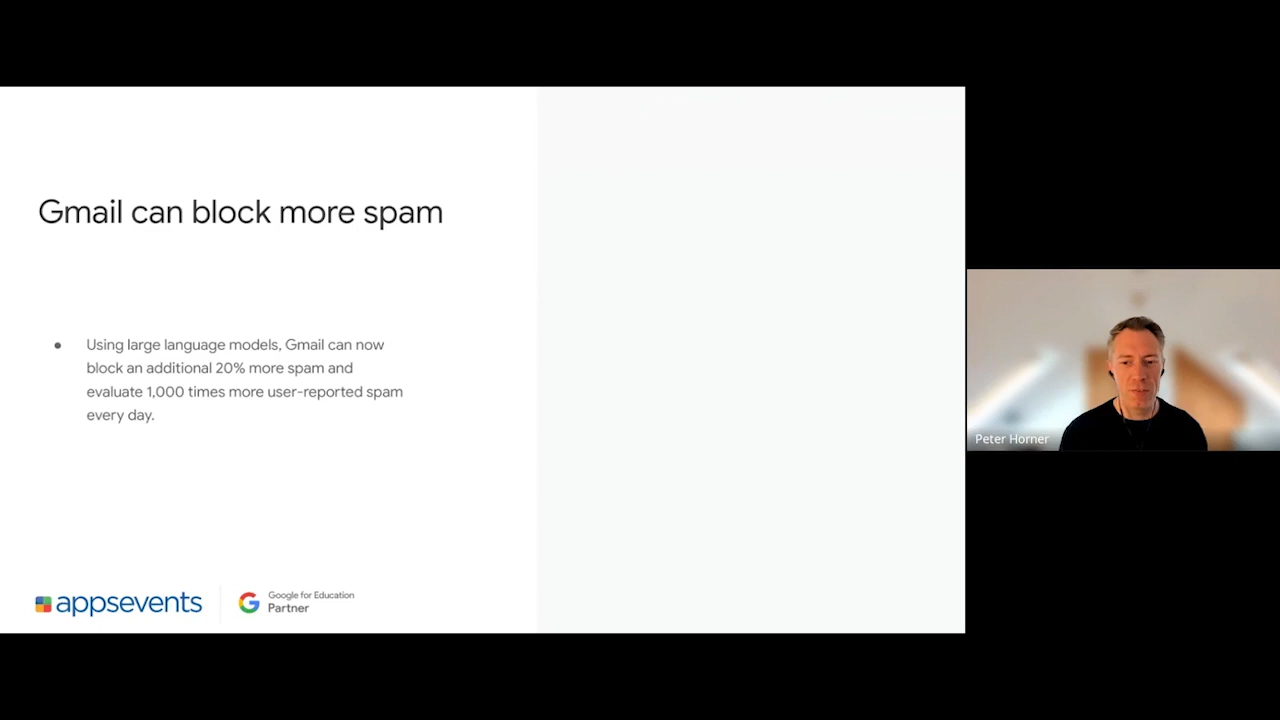 Gmail can block more spam
● Using large language models, Gmail can now
block an additional 20% more spam and
evaluate 1,000 times more user-reported spam
every day.
appsevents
Google for Education
Partner
Peter Horner